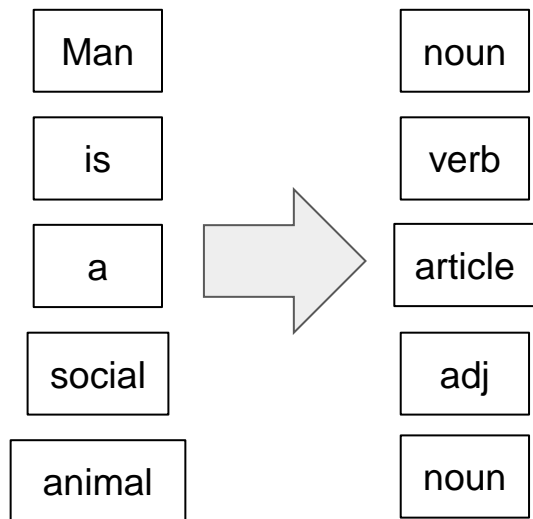 Man
is
a
social
animal
noun
verb
article
adj
noun